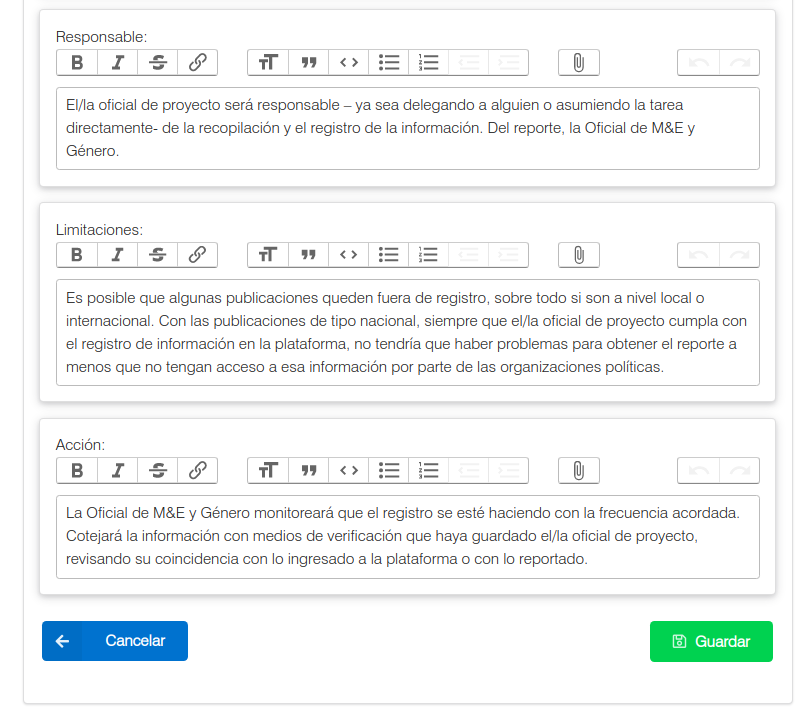 Responsable:
El/la oficial de proyecto será responsable – ya sea delegando a alguien o asumiendo la tarea
directamente- de la recopilación y el registro de la información. Del reporte, la Oficial de M&E y
Género.
Limitaciones:
Es posible que algunas publicaciones queden fuera de registro, sobre todo si son a nivel local o
internacional. Con las publicaciones de tipo nacional, siempre que el/la oficial de proyecto cumpla con
el registro de información en la plataforma, no tendría que haber problemas para obtener el reporte a
menos que no tengan acceso a esa información por parte de las organizaciones políticas.
Acción:
La Oficial de M&E y Género monitoreará que el registro se esté haciendo con la frecuencia acordada.
Cotejará la información con medios de verificación que haya guardado el/la oficial de proyecto,
revisando su coincidencia con lo ingresado a la plataforma o con lo reportado.
Cancelar
Guardar